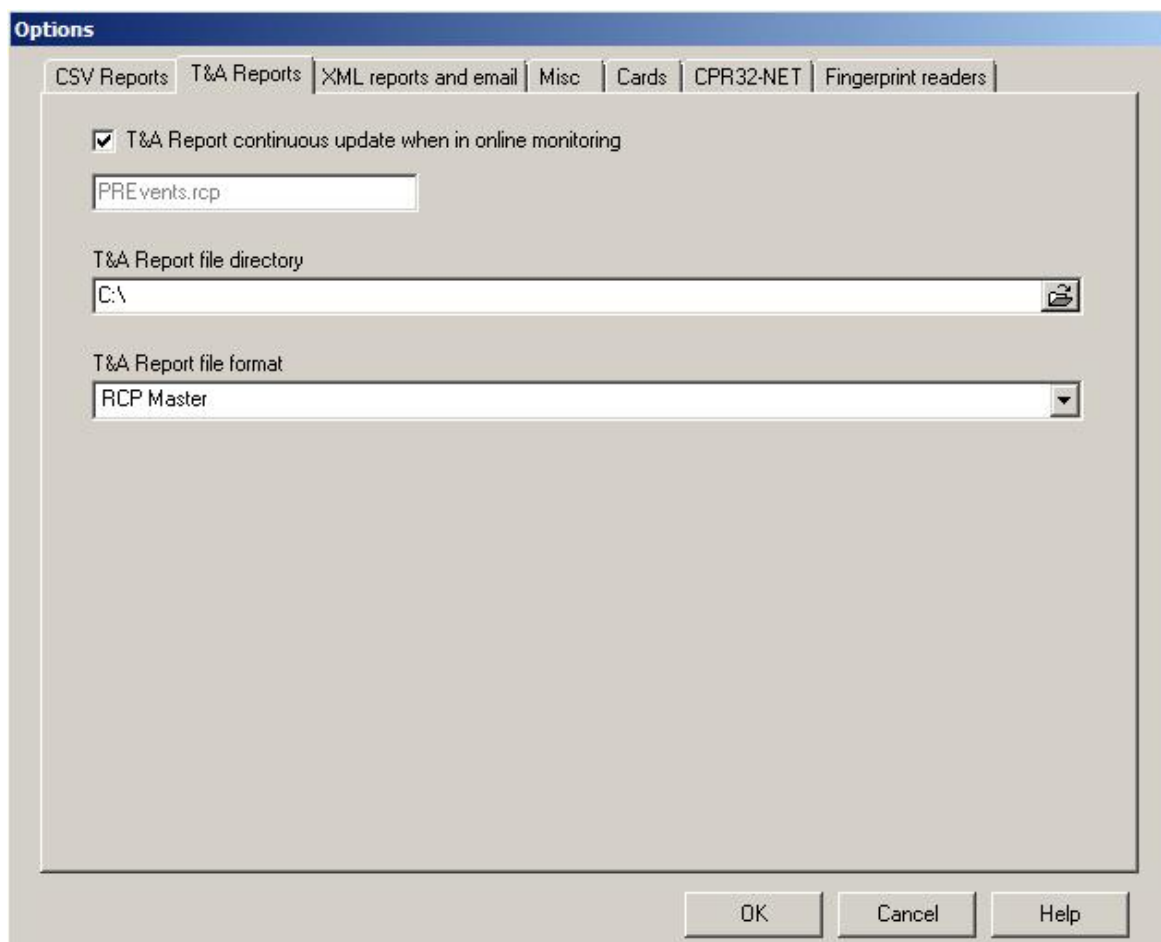 Options
CSV Reports T&A Reports XML reports and email Misc Cards CPR32-NET Fingerprint readers
T&A Report continuous update when in online monitoring
PREvents.rcp
T&A Report file directory
C:\
T&A Report file format
RCP Master
OK Cancel Help